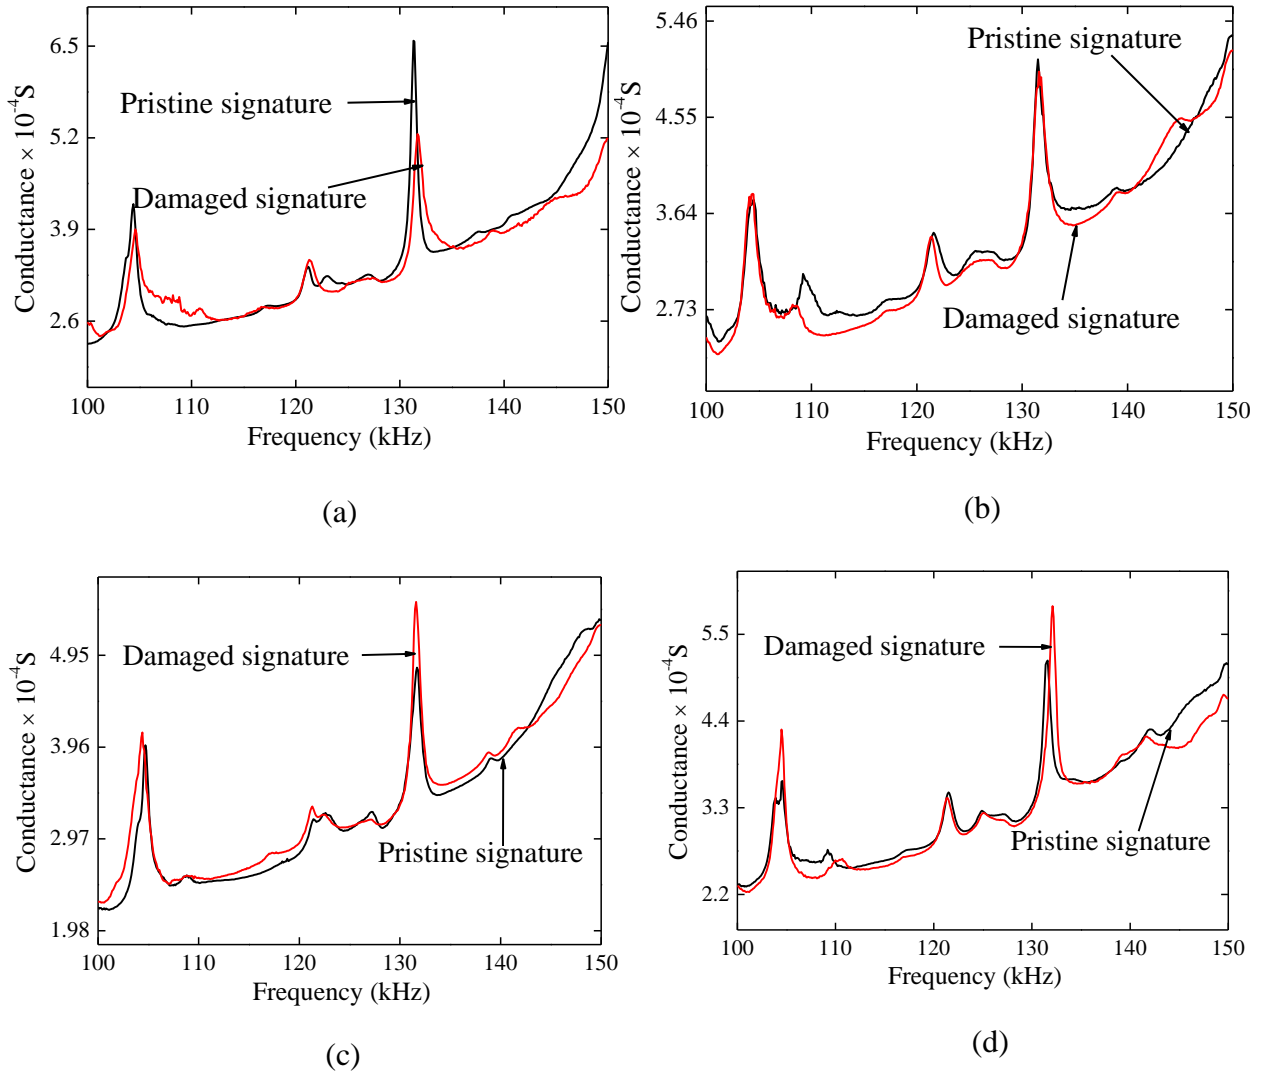 Conductance × 10⁻⁴S
6.5
5.2
3.9
2.6
Pristine signature
Damaged signature
100
110
120
130
140
150
Frequency (kHz)
(a)
Conductance × 10⁻⁴S
5.46
4.55
3.64
2.73
Pristine signature
Damaged signature
100
110
120
130
140
150
Frequency (kHz)
(b)
Conductance × 10⁻⁴S
4.95
3.96
2.97
1.98
Damaged signature
Pristine signature
100
110
120
130
140
150
Frequency (kHz)
(c)
Conductance × 10⁻⁴S
5.5
4.4
3.3
2.2
Damaged signature
Pristine signature
100
110
120
130
140
150
Frequency (kHz)
(d)